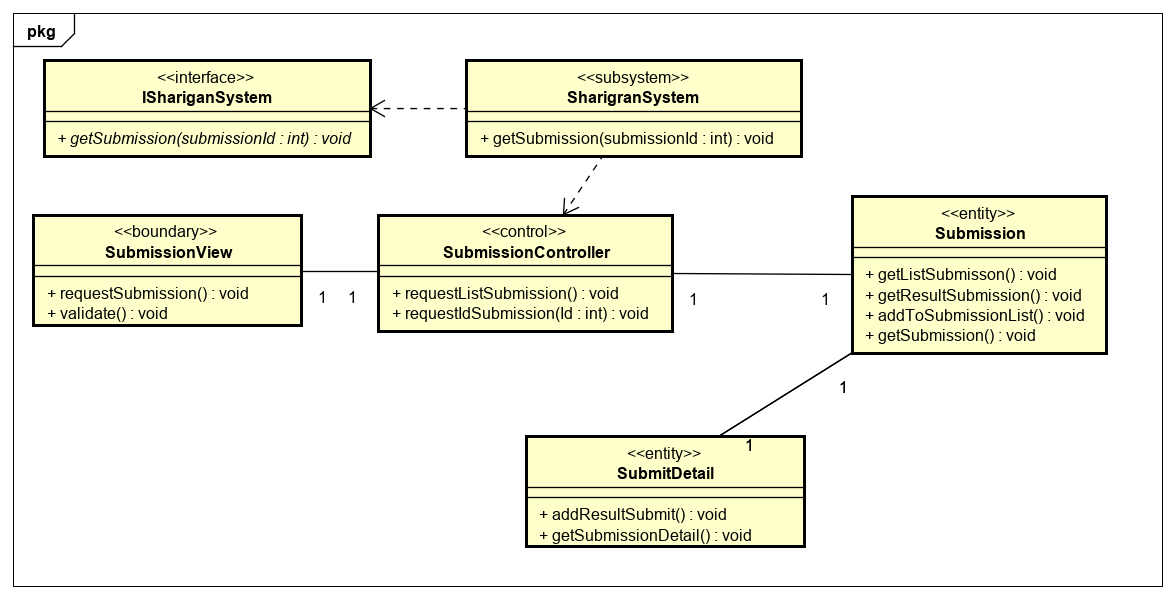 pkg
<<interface>>
IShariganSystem
+ getSubmission(submissionId : int) : void
<<subsystem>>
SharigranSystem
+ getSubmission(submissionId : int) : void
<<boundary>>
SubmissionView
+ requestSubmission() : void
+ validate() : void
1
1
<<control>>
SubmissionController
+ requestListSubmission() : void
+ requestIdSubmission(Id : int) : void
1
1
<<entity>>
Submission
+ getListSubmisson() : void
+ getResultSubmission() : void
+ addToSubmissionList() : void
+ getSubmission() : void
1
1
<<entity>>
SubmitDetail
+ addResultSubmit() : void
+ getSubmissionDetail() : void